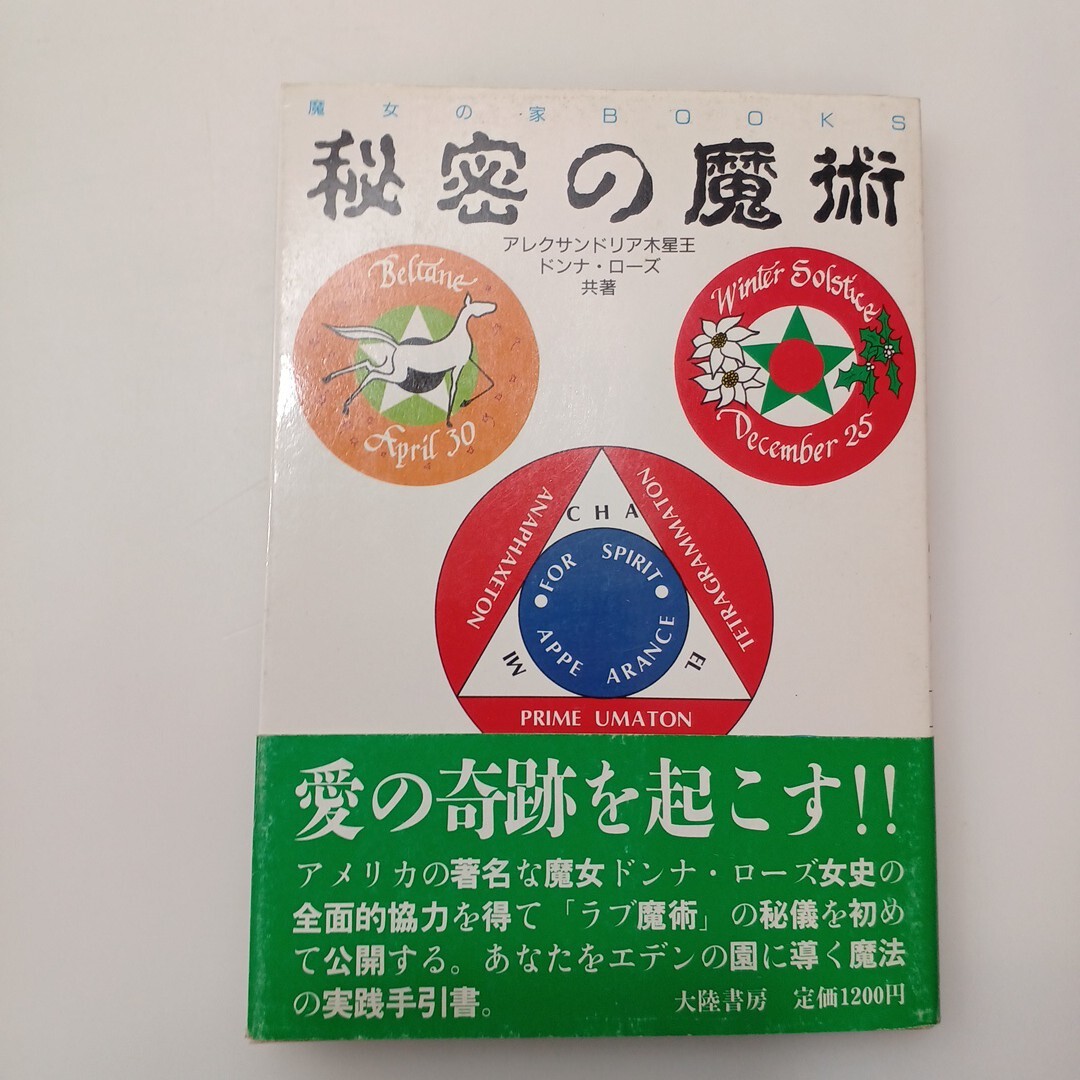 魔女の家BOOKS
秘密の魔術
アレクサンドリア木星王
ドンナ・ローズ
共著
Beltane
April 30
Winter Solstice
December 25
ANAPHAXETON
TETRAGRAMMATON
PRIME UMATON
MI
CHA
EL
FOR SPIRIT
APPE ARANCE
愛の奇跡を起こす!!
アメリカの著名な魔女ドンナ・ローズ女史の
全面的協力を得て「ラブ魔術」の秘儀を初め
て公開する。あなたをエデンの園に導く魔法
の実践手引書。
大陸書房 定価1200円